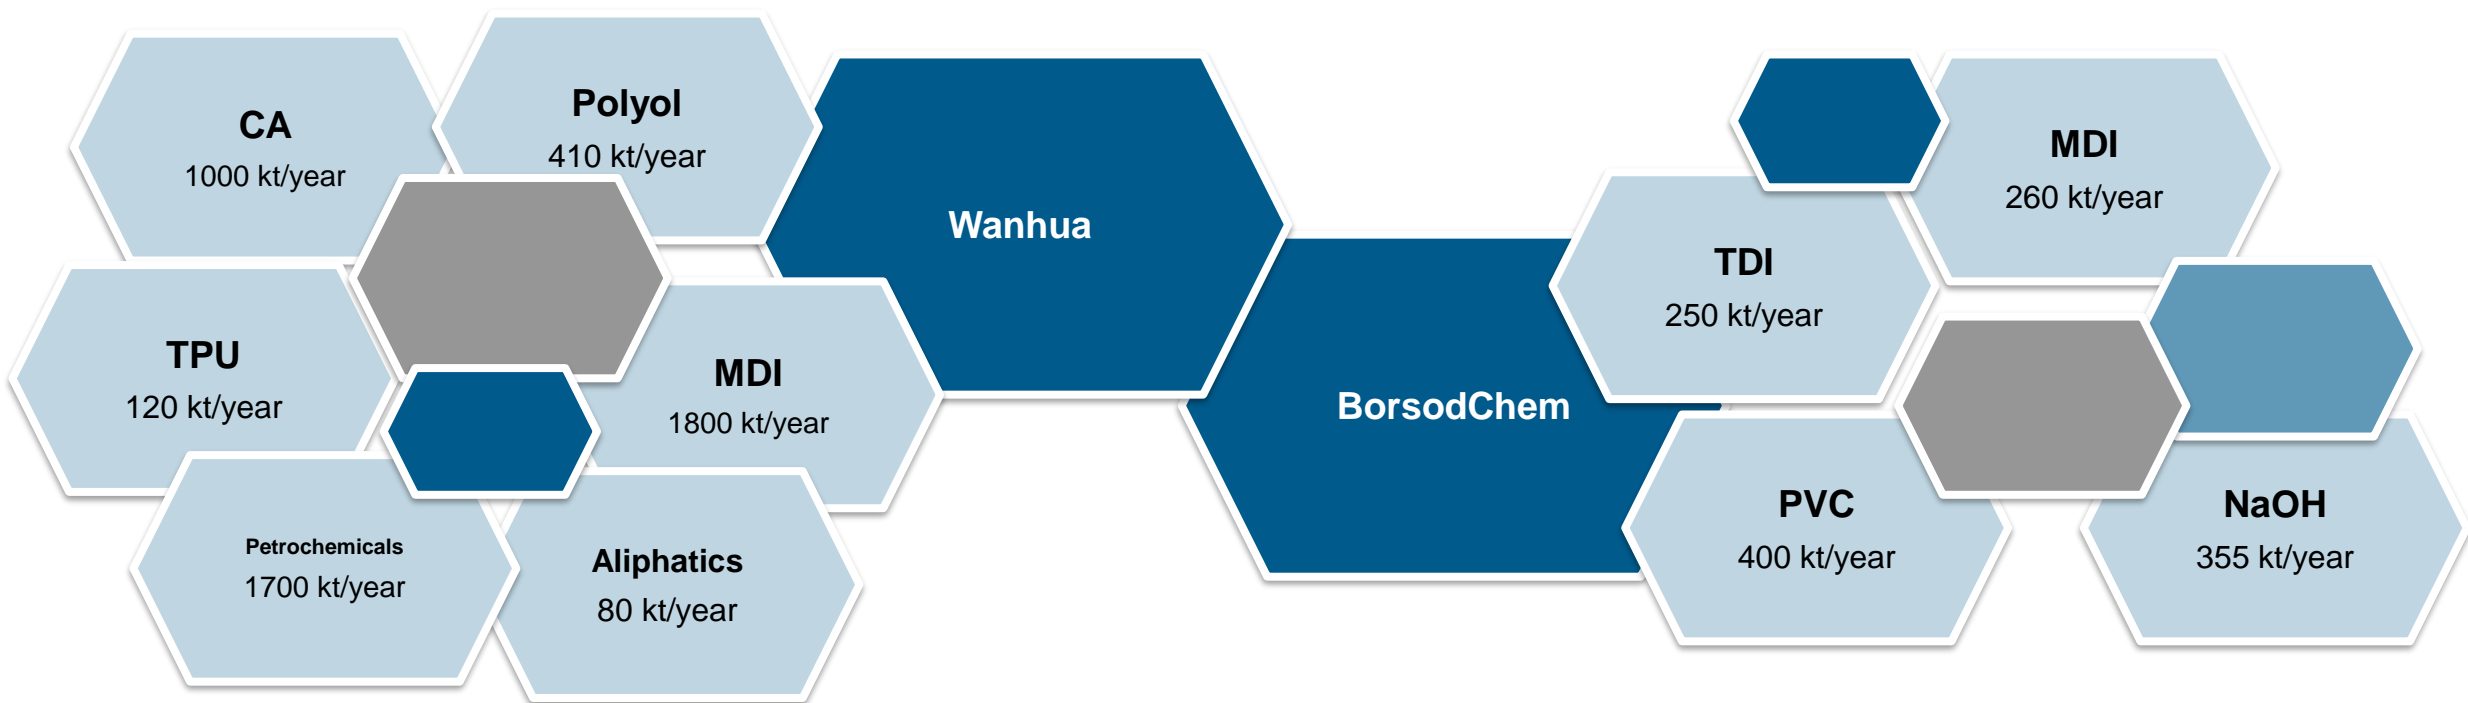 CA
1000 kt/year
Polyol
410 kt/year
TPU
120 kt/year
MDI
1800 kt/year
Petrochemicals
1700 kt/year
Aliphatics
80 kt/year
Wanhua
BorsodChem
TDI
250 kt/year
MDI
260 kt/year
PVC
400 kt/year
NaOH
355 kt/year